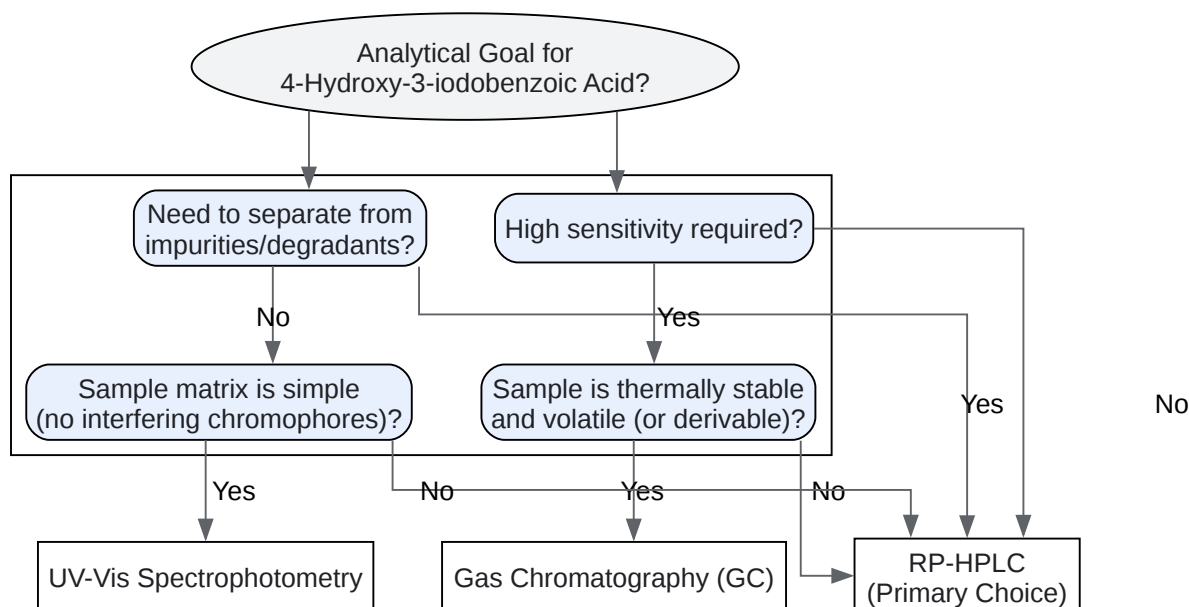 Analytical Goal for
4-Hydroxy-3-iodobenzoic Acid?
Need to separate from
impurities/degradants?
High sensitivity required?
No
Yes
Sample matrix is simple
(no interfering chromophores)?
Sample is thermally stable
and volatile (or derivable)?
Yes
No
Yes
No
Yes
No
UV-Vis Spectrophotometry
Gas Chromatography (GC)
RP-HPLC
(Primary Choice)